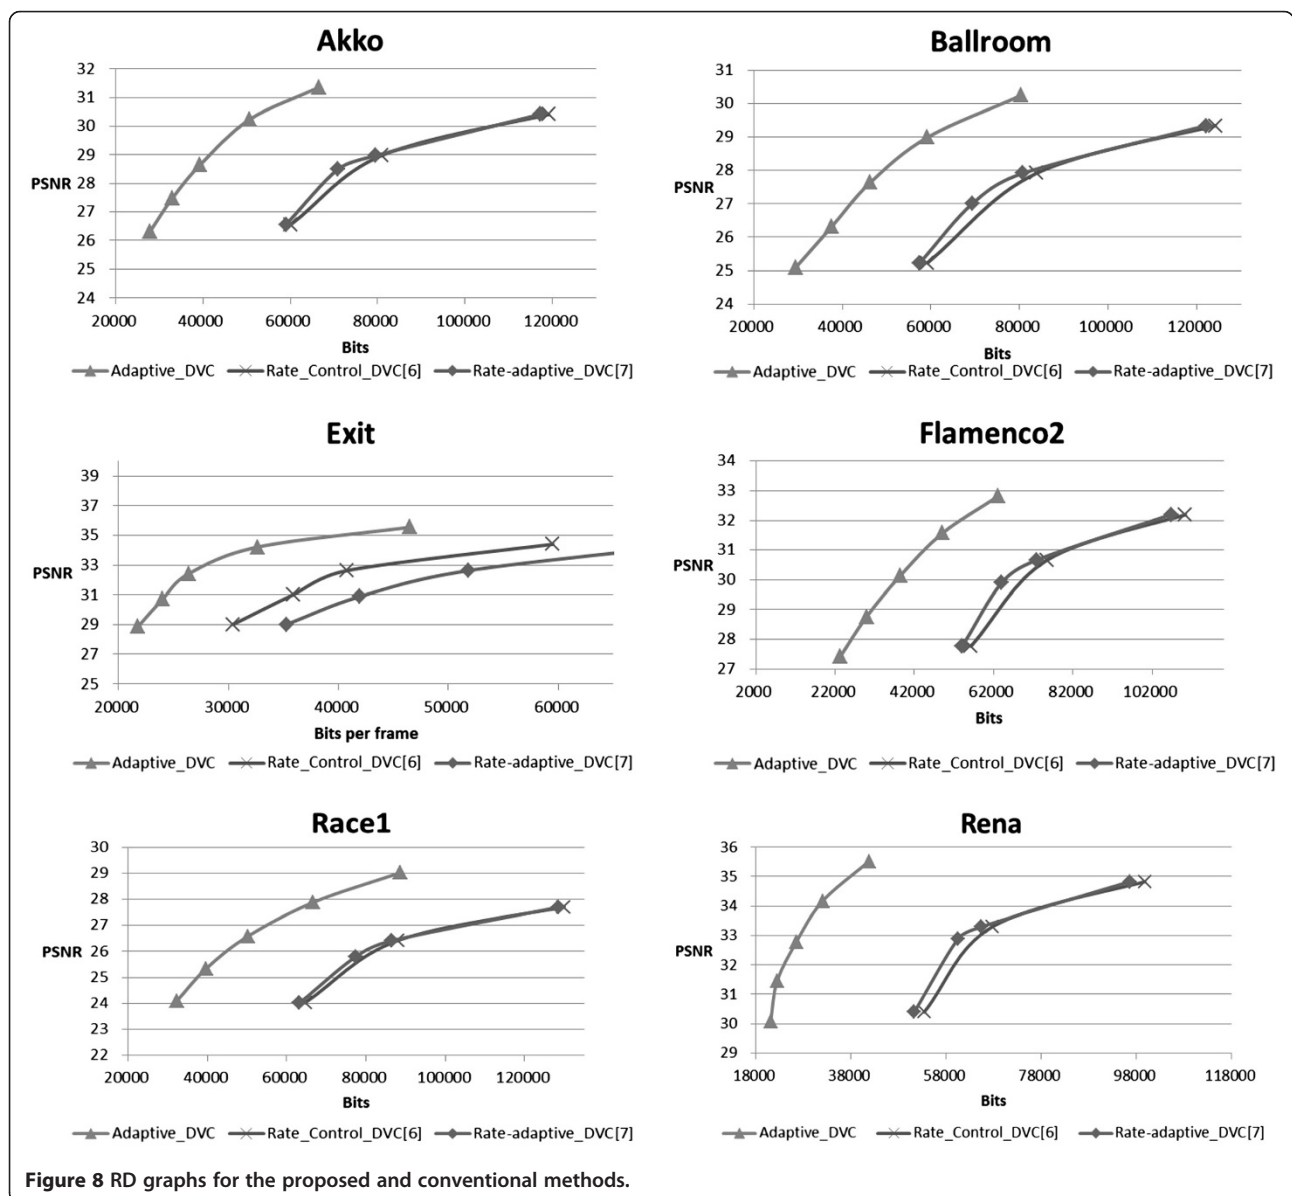 Akko
32
31
30
29
28
27
26
25
24
PSNR
20000 40000 60000 80000 100000 120000
Bits
Adaptive_DVC Rate_Control_DVC[6] Rate-adaptive_DVC[7]
Ballroom
31
30
29
28
27
26
25
24
PSNR
20000 40000 60000 80000 100000 120000
Bits
Adaptive_DVC Rate_Control_DVC[6] Rate-adaptive_DVC[7]
Exit
39
37
35
33
31
29
27
25
PSNR
20000 30000 40000 50000 60000
Bits per frame
Adaptive_DVC Rate_Control_DVC[6] Rate-adaptive_DVC[7]
Flamenco2
34
33
32
31
30
29
28
27
PSNR
2000 22000 42000 62000 82000 102000
Bits
Adaptive_DVC Rate_Control_DVC[6] Rate-adaptive_DVC[7]
Race1
30
29
28
27
26
25
24
23
22
PSNR
20000 40000 60000 80000 100000 120000
Bits
Adaptive_DVC Rate_Control_DVC[6] Rate-adaptive_DVC[7]
Rena
36
35
34
33
32
31
30
29
PSNR
18000 38000 58000 78000 98000 118000
Bits
Adaptive_DVC Rate_Control_DVC[6] Rate-adaptive_DVC[7]
Figure 8 RD graphs for the proposed and conventional methods.